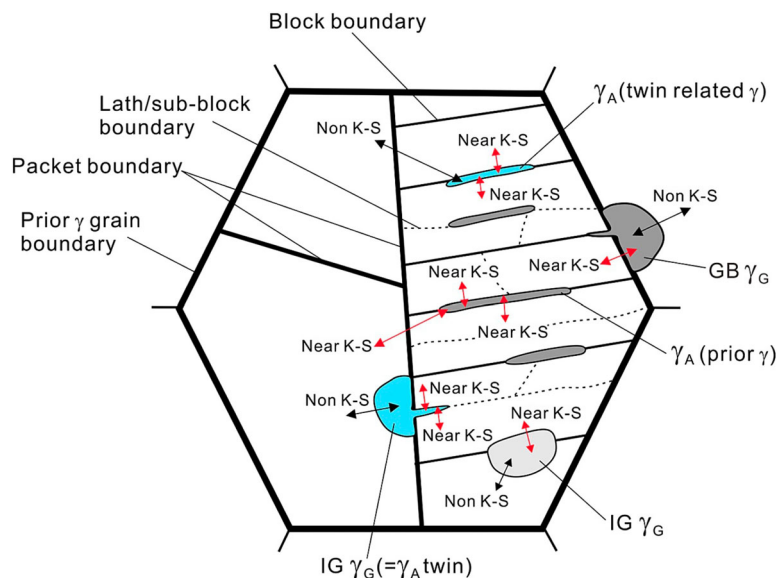 Block boundary
γA(twin related γ)
Lath/sub-block
boundary
Non K-S
Near K-S
Packet boundary
Near K-S
Non K-S
Prior γ grain
boundary
Near K-S
Near K-S
GB γG
Near K-S
Near K-S
γA(prior γ)
Near K-S
Non K-S
Near K-S
Near K-S
Non K-S
IG γG
IG γG(=γA twin)